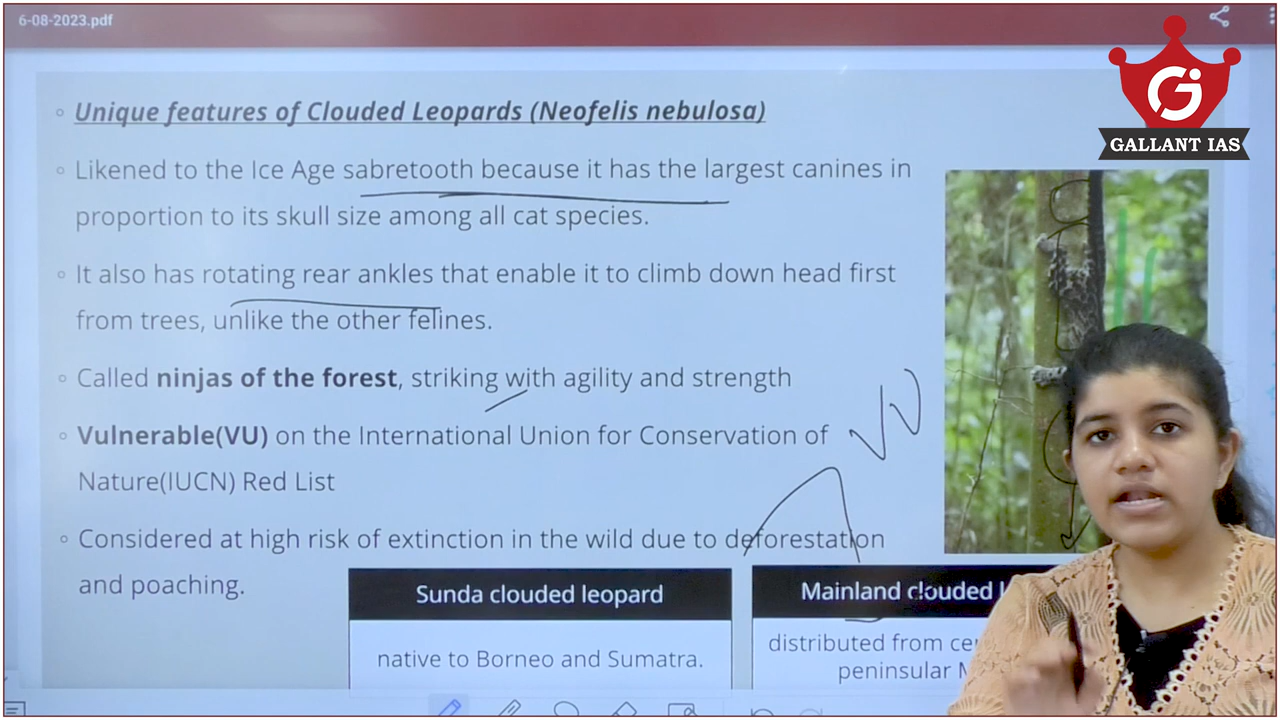 6-08-2023.pdf
GALLANT IAS
Unique features of Clouded Leopards (Neofelis nebulosa)
Likened to the Ice Age sabretooth because it has the largest canines in
proportion to its skull size among all cat species.
It also has rotating rear ankles that enable it to climb down head first
from trees, unlike the other felines.
Called ninjas of the forest, striking with agility and strength
VU
Vulnerable(VU) on the International Union for Conservation of
Nature(IUCN) Red List
Considered at high risk of extinction in the wild due to deforestation
and poaching.
Sunda clouded leopard
Mainland clouded
native to Borneo and Sumatra.
distributed from
peninsular